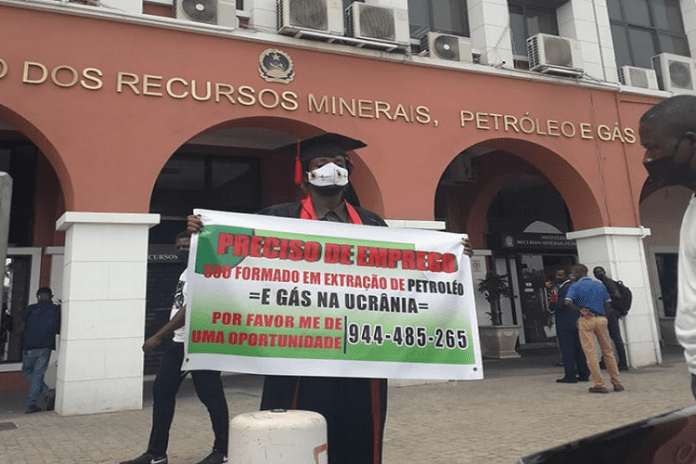 O DOS RECURSOS MINERAIS, PETRÓLEO E GÁS
PRECISO DE EMPREGO
SOU FORMADO EM EXTRAÇÃO DE PETROLÉO
=E GÁS NA UCRÂNIA=
POR FAVOR ME DE
UMA OPORTUNIDADE 944-485-265